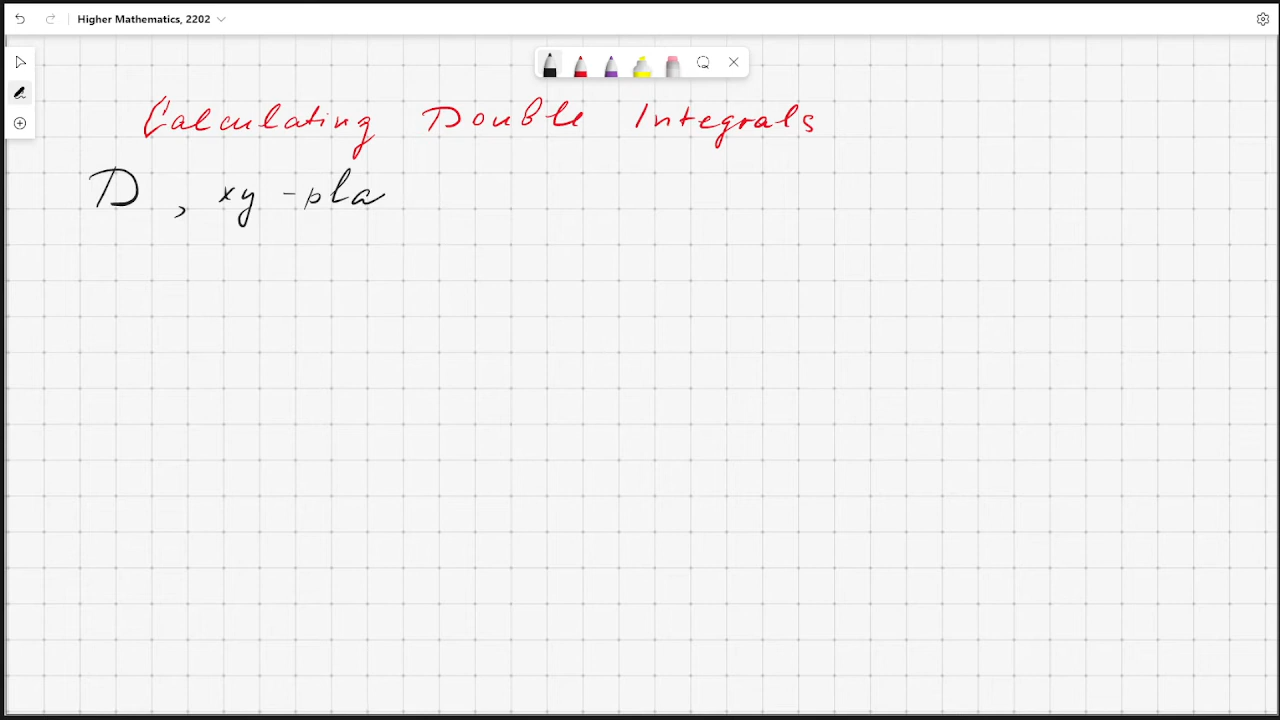 Higher Mathematics, 2202
Calculating Double Integrals
D , xy -pla